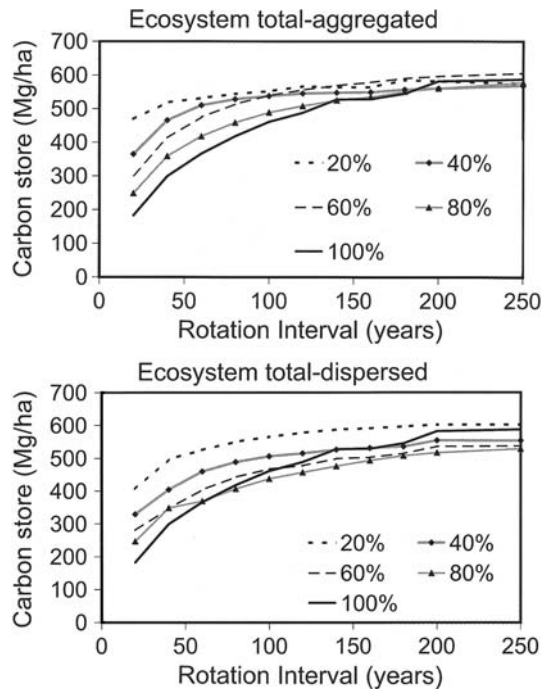 Ecosystem total-aggregated
700
600
500
400
300
200
100
0
Carbon store (Mg/ha)
20% 40%
60% 80%
100%
0 50 100 150 200 250
Rotation Interval (years)
Ecosystem total-dispersed
700
600
500
400
300
200
100
0
Carbon store (Mg/ha)
20% 40%
60% 80%
100%
0 50 100 150 200 250
Rotation Interval (years)